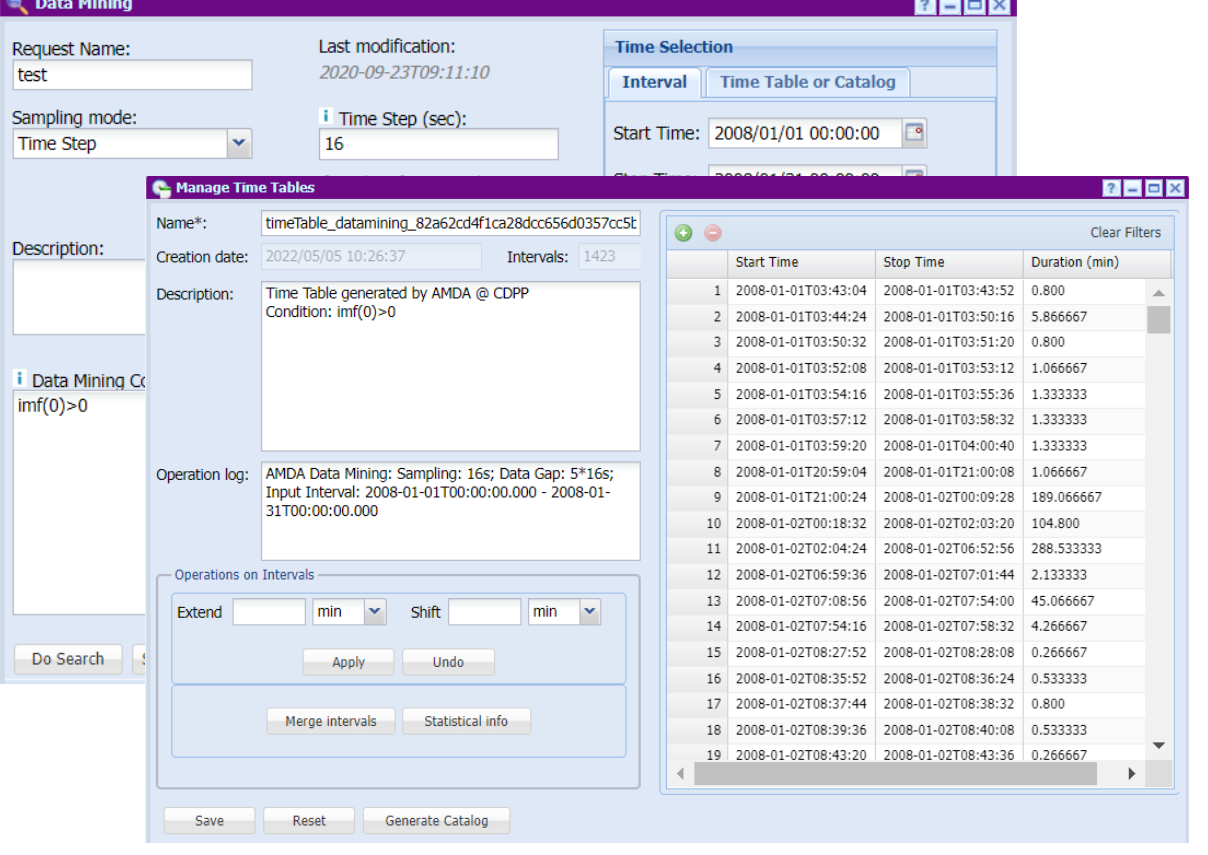 Data Mining
Request Name:
test
Last modification:
2020-09-23T09:11:10
Sampling mode:
Time Step
i Time Step (sec):
16
Time Selection
Interval
Time Table or Catalog
Start Time: 2008/01/01 00:00:00
Description:
i Data Mining
imf(0)>0
Do Search
Manage Time Tables
Name*: timeTable_datamining_82a62cd4f1ca28dcc656d0357cc5b
Creation date: 2022/05/05 10:26:37 Intervals: 1423
Description: Time Table generated by AMDA @ CDPP
Condition: imf(0)>0
Operation log: AMDA Data Mining: Sampling: 16s; Data Gap: 5*16s;
Input Interval: 2008-01-01T00:00:00.000 - 2008-01-
31T00:00:00.000
Operations on Intervals
Extend min Shift min
Apply Undo
Merge intervals Statistical info
Save Reset Generate Catalog
Clear Filters
Start Time Stop Time Duration (min)
1 2008-01-01T03:43:04 2008-01-01T03:43:52 0.800
2 2008-01-01T03:44:24 2008-01-01T03:50:16 5.866667
3 2008-01-01T03:50:32 2008-01-01T03:51:20 0.800
4 2008-01-01T03:52:08 2008-01-01T03:53:12 1.066667
5 2008-01-01T03:54:16 2008-01-01T03:55:36 1.333333
6 2008-01-01T03:57:12 2008-01-01T03:58:32 1.333333
7 2008-01-01T03:59:20 2008-01-01T04:00:40 1.333333
8 2008-01-01T20:59:04 2008-01-01T21:00:08 1.066667
9 2008-01-01T21:00:24 2008-01-02T00:09:28 189.066667
10 2008-01-02T00:18:32 2008-01-02T02:03:20 104.800
11 2008-01-02T02:04:24 2008-01-02T06:52:56 288.533333
12 2008-01-02T06:59:36 2008-01-02T07:01:44 2.133333
13 2008-01-02T07:08:56 2008-01-02T07:54:00 45.066667
14 2008-01-02T07:54:16 2008-01-02T07:58:32 4.266667
15 2008-01-02T08:27:52 2008-01-02T08:28:08 0.266667
16 2008-01-02T08:35:52 2008-01-02T08:36:24 0.533333
17 2008-01-02T08:37:44 2008-01-02T08:38:32 0.800
18 2008-01-02T08:39:36 2008-01-02T08:40:08 0.533333
19 2008-01-02T08:43:20 2008-01-02T08:43:36 0.266667